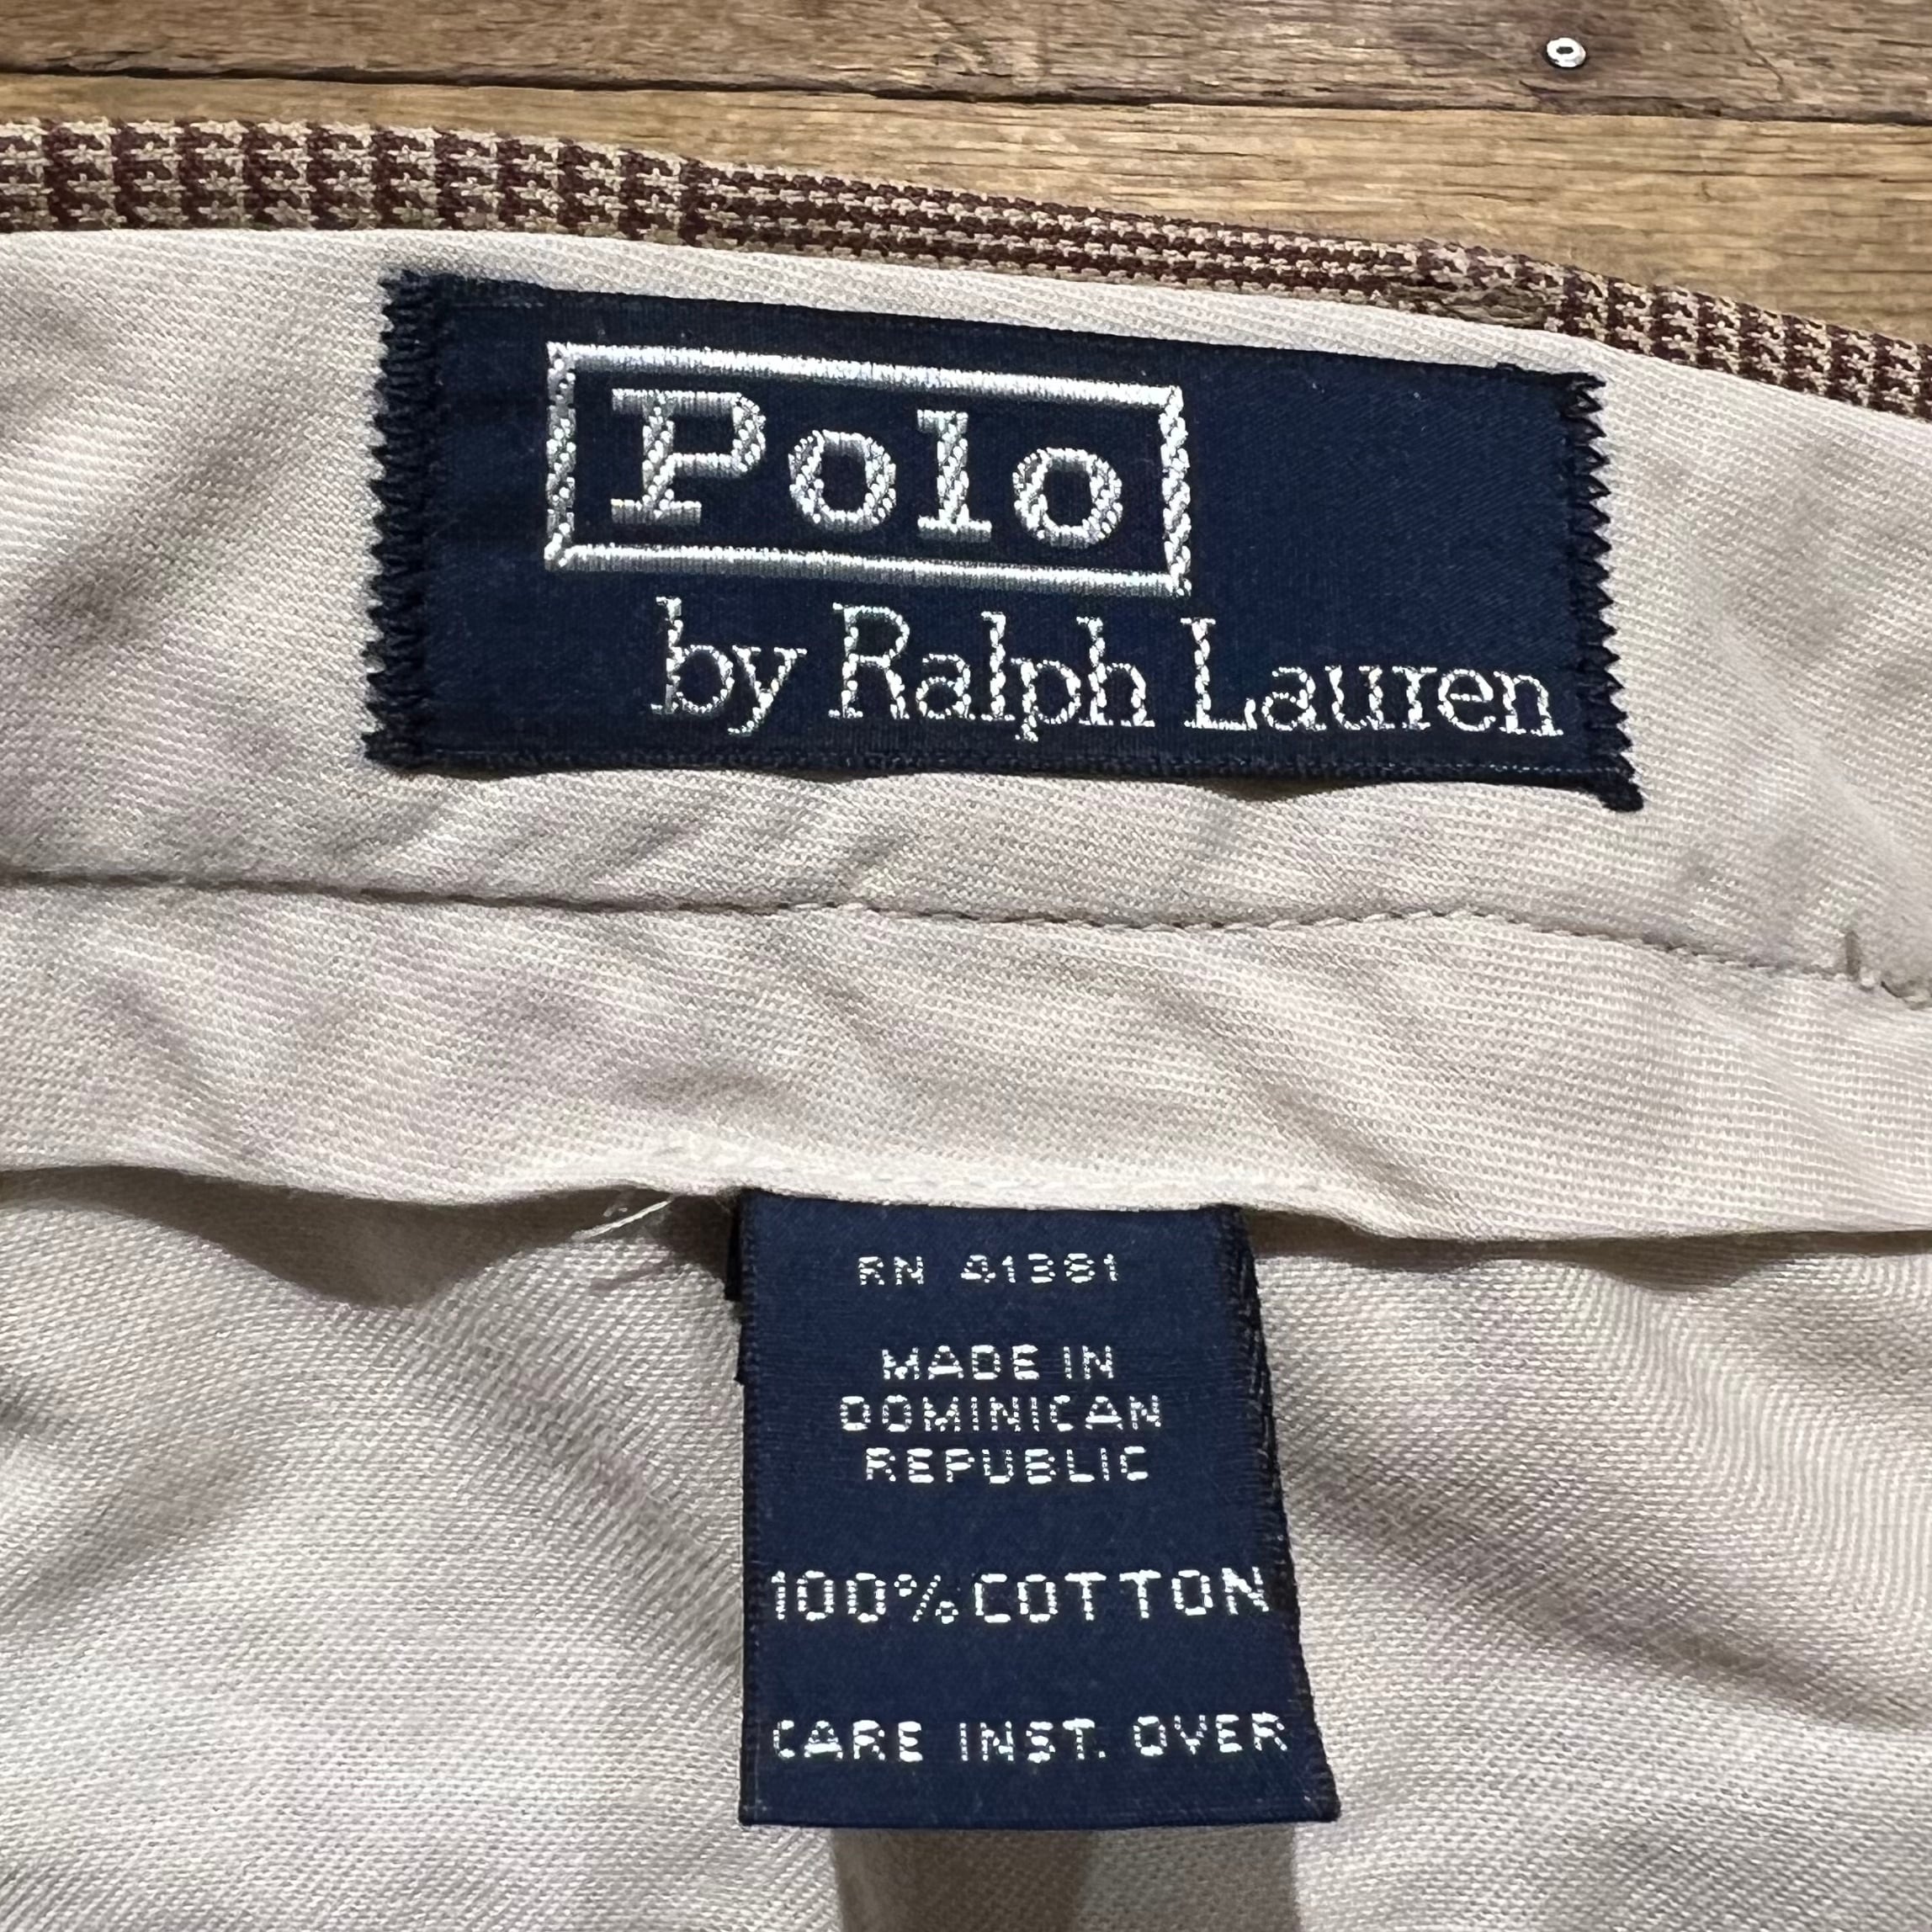 Polo
by Ralph Lauren
RN 41381
MADE IN
DOMINICAN
REPUBLIC
100% COTTON
CARE INST. OVER